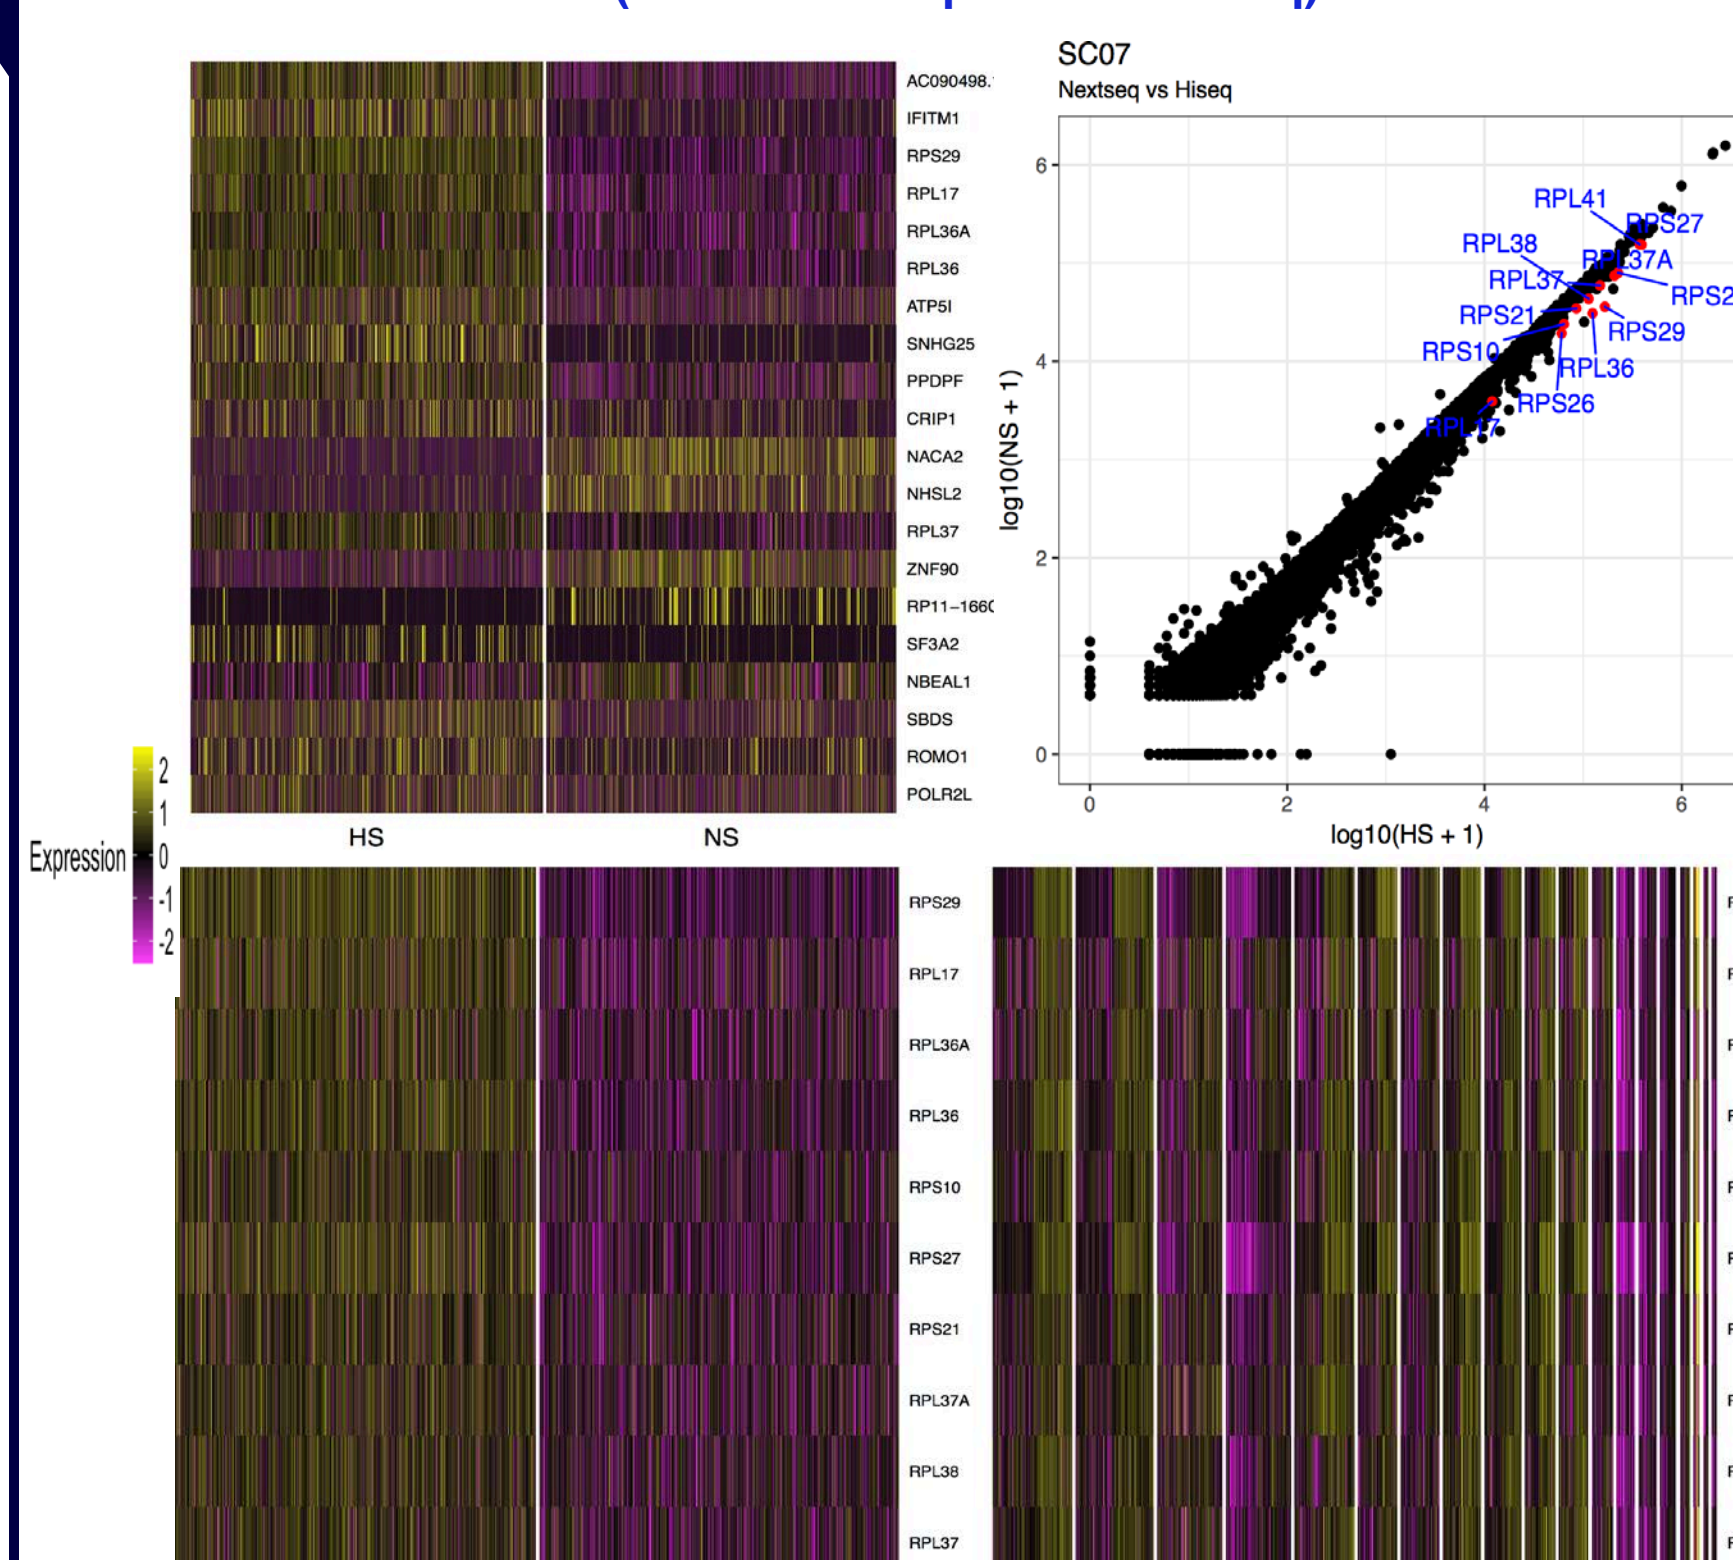 AC090498.
IFITM1
RPS29
RPL17
RPL36A
RPL36
ATP5I
SNHG25
PPDPF
CRIP1
NACA2
NHSL2
RPL37
ZNF90
RP11-166
SF3A2
NBEAL1
SBDS
ROMO1
POLR2L
HS NS
SC07
Nextseq vs Hiseq
RPL41
RPS27
RPL38
RPL37A
RPL37
RPS2
RPS21
RPS29
RPS10
RPL36
RPS26
RPL17
log10(NS + 1)
6
4
2
0
0 2 4 6
log10(HS + 1)
Expression
2
1
0
-1
-2
RPS29
RPL17
RPL36A
RPL36
RPS10
RPS27
RPS21
RPL37A
RPL38
RPL37